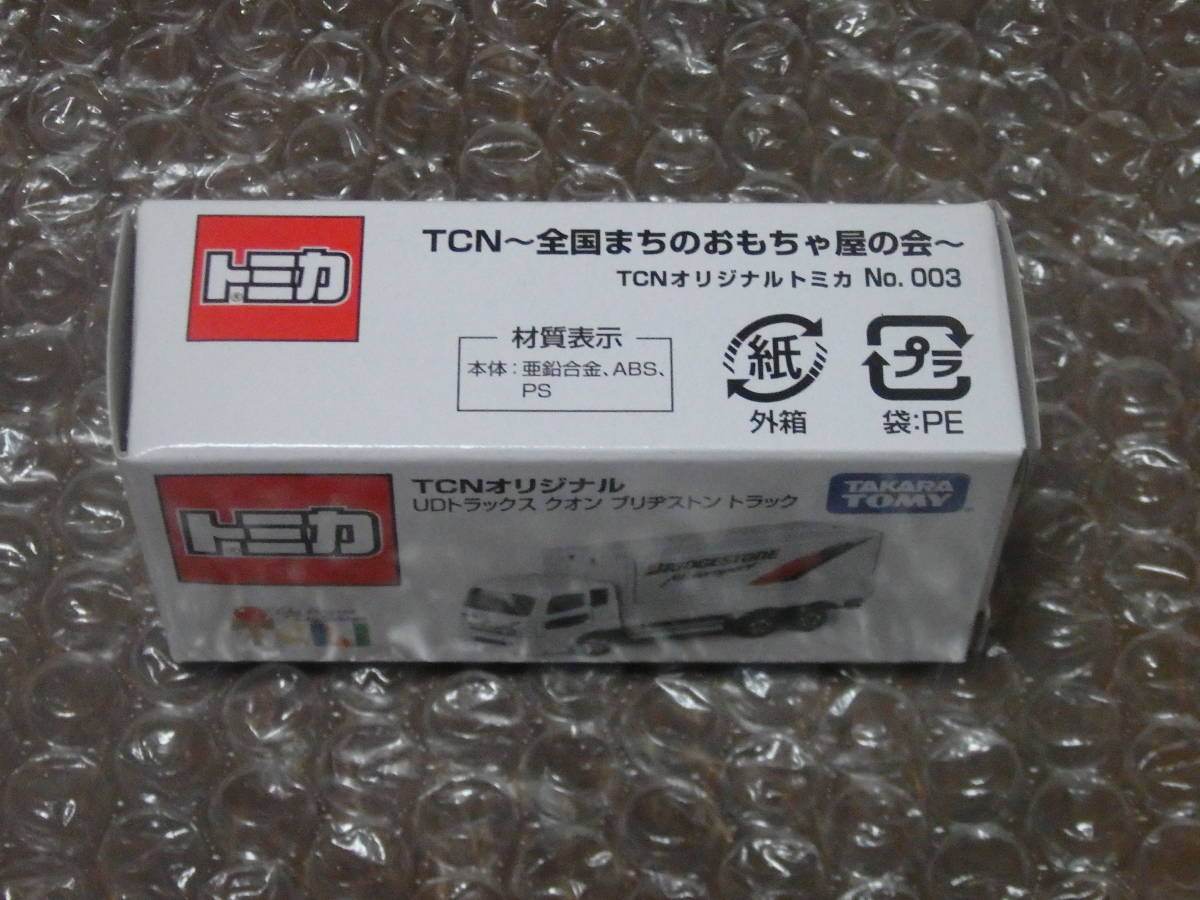 トミカ
TCN～全国まちのおもちゃ屋の会～
TCNオリジナルトミカ No. 003
材質表示
本体：亜鉛合金、ABS、
PS
紙
外箱
プラ
袋:PE
トミカ
TCNオリジナル
UDトラックス クオン ブリヂストン トラック
TAKARA
TOMY
BRIDGESTONE